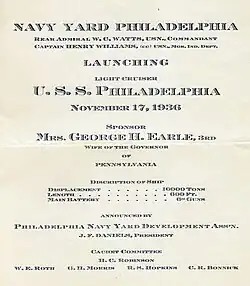 NAVY YARD PHILADELPHIA
REAR ADMIRAL W. C. WATTS, USN., COMMANDANT
CAPTAIN HENRY WILLIAMS, (CC) USN., MGR. IND. DEPT.
LAUNCHING
LIGHT CRUISER
U. S. S. PHILADELPHIA
NOVEMBER 17, 1936
SPONSOR
MRS. GEORGE H. EARLE, 3RD
WIFE OF THE GOVERNOR
OF
PENNSYLVANIA
DISCRIPTION OF SHIP
DISPLACEMENT . . . . . . . 10000 TONS
LENGTH . . . . . . . 600 FT.
MAIN BATTERY . . . . . . . 6" GUNS
ANNOUNCED BY
PHILADELPHIA NAVY YARD DEVELOPMENT ASS'N.
J. F. DANIELS, PRESIDENT
CACHET COMMITTEE
H. C. ROBINSON
W. E. ROTH G. H. MORRIS R. S. HOPKINS C. R. BONNICK